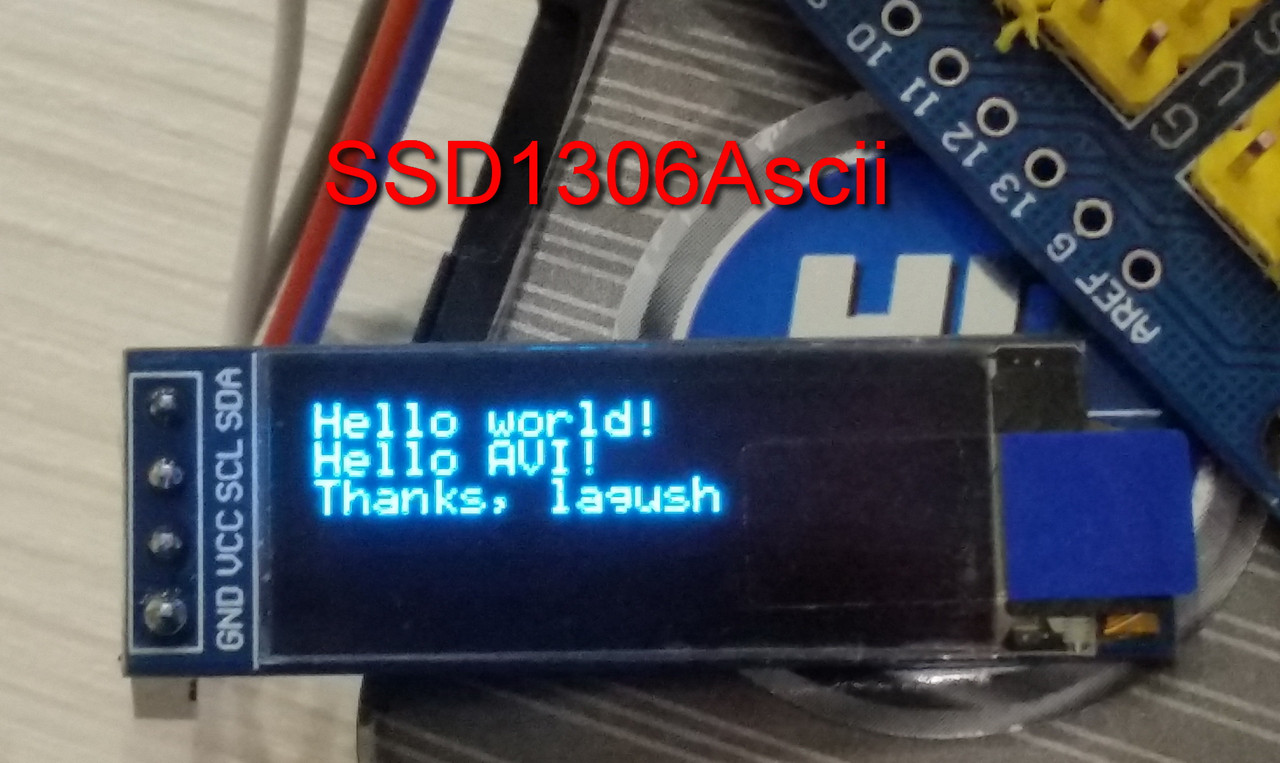 SSD1306Ascii
10
11
12
13
G
AREF
S
V
G
GND VCC SCL SDA
Hello world!
Hello AVI!
Thanks, lagush